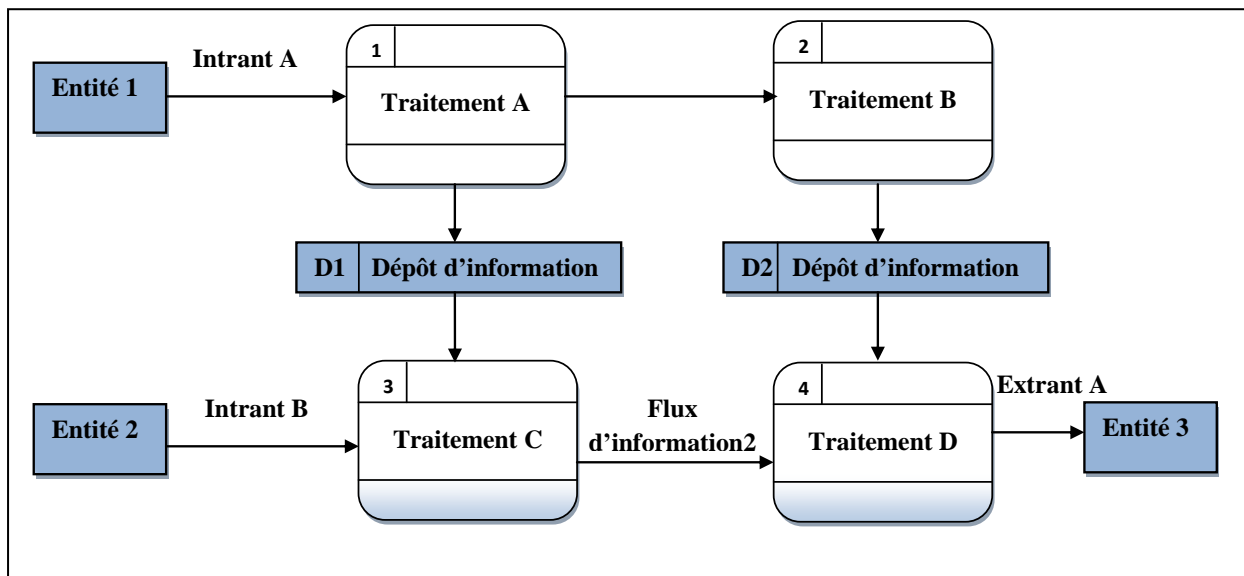 Intrant A
1
2
Entité 1
Traitement A
Traitement B
D1 Dépôt d'information
D2 Dépôt d'information
3
4
Extrant A
Intrant B
Flux
d'information2
Entité 2
Traitement C
Traitement D
Entité 3